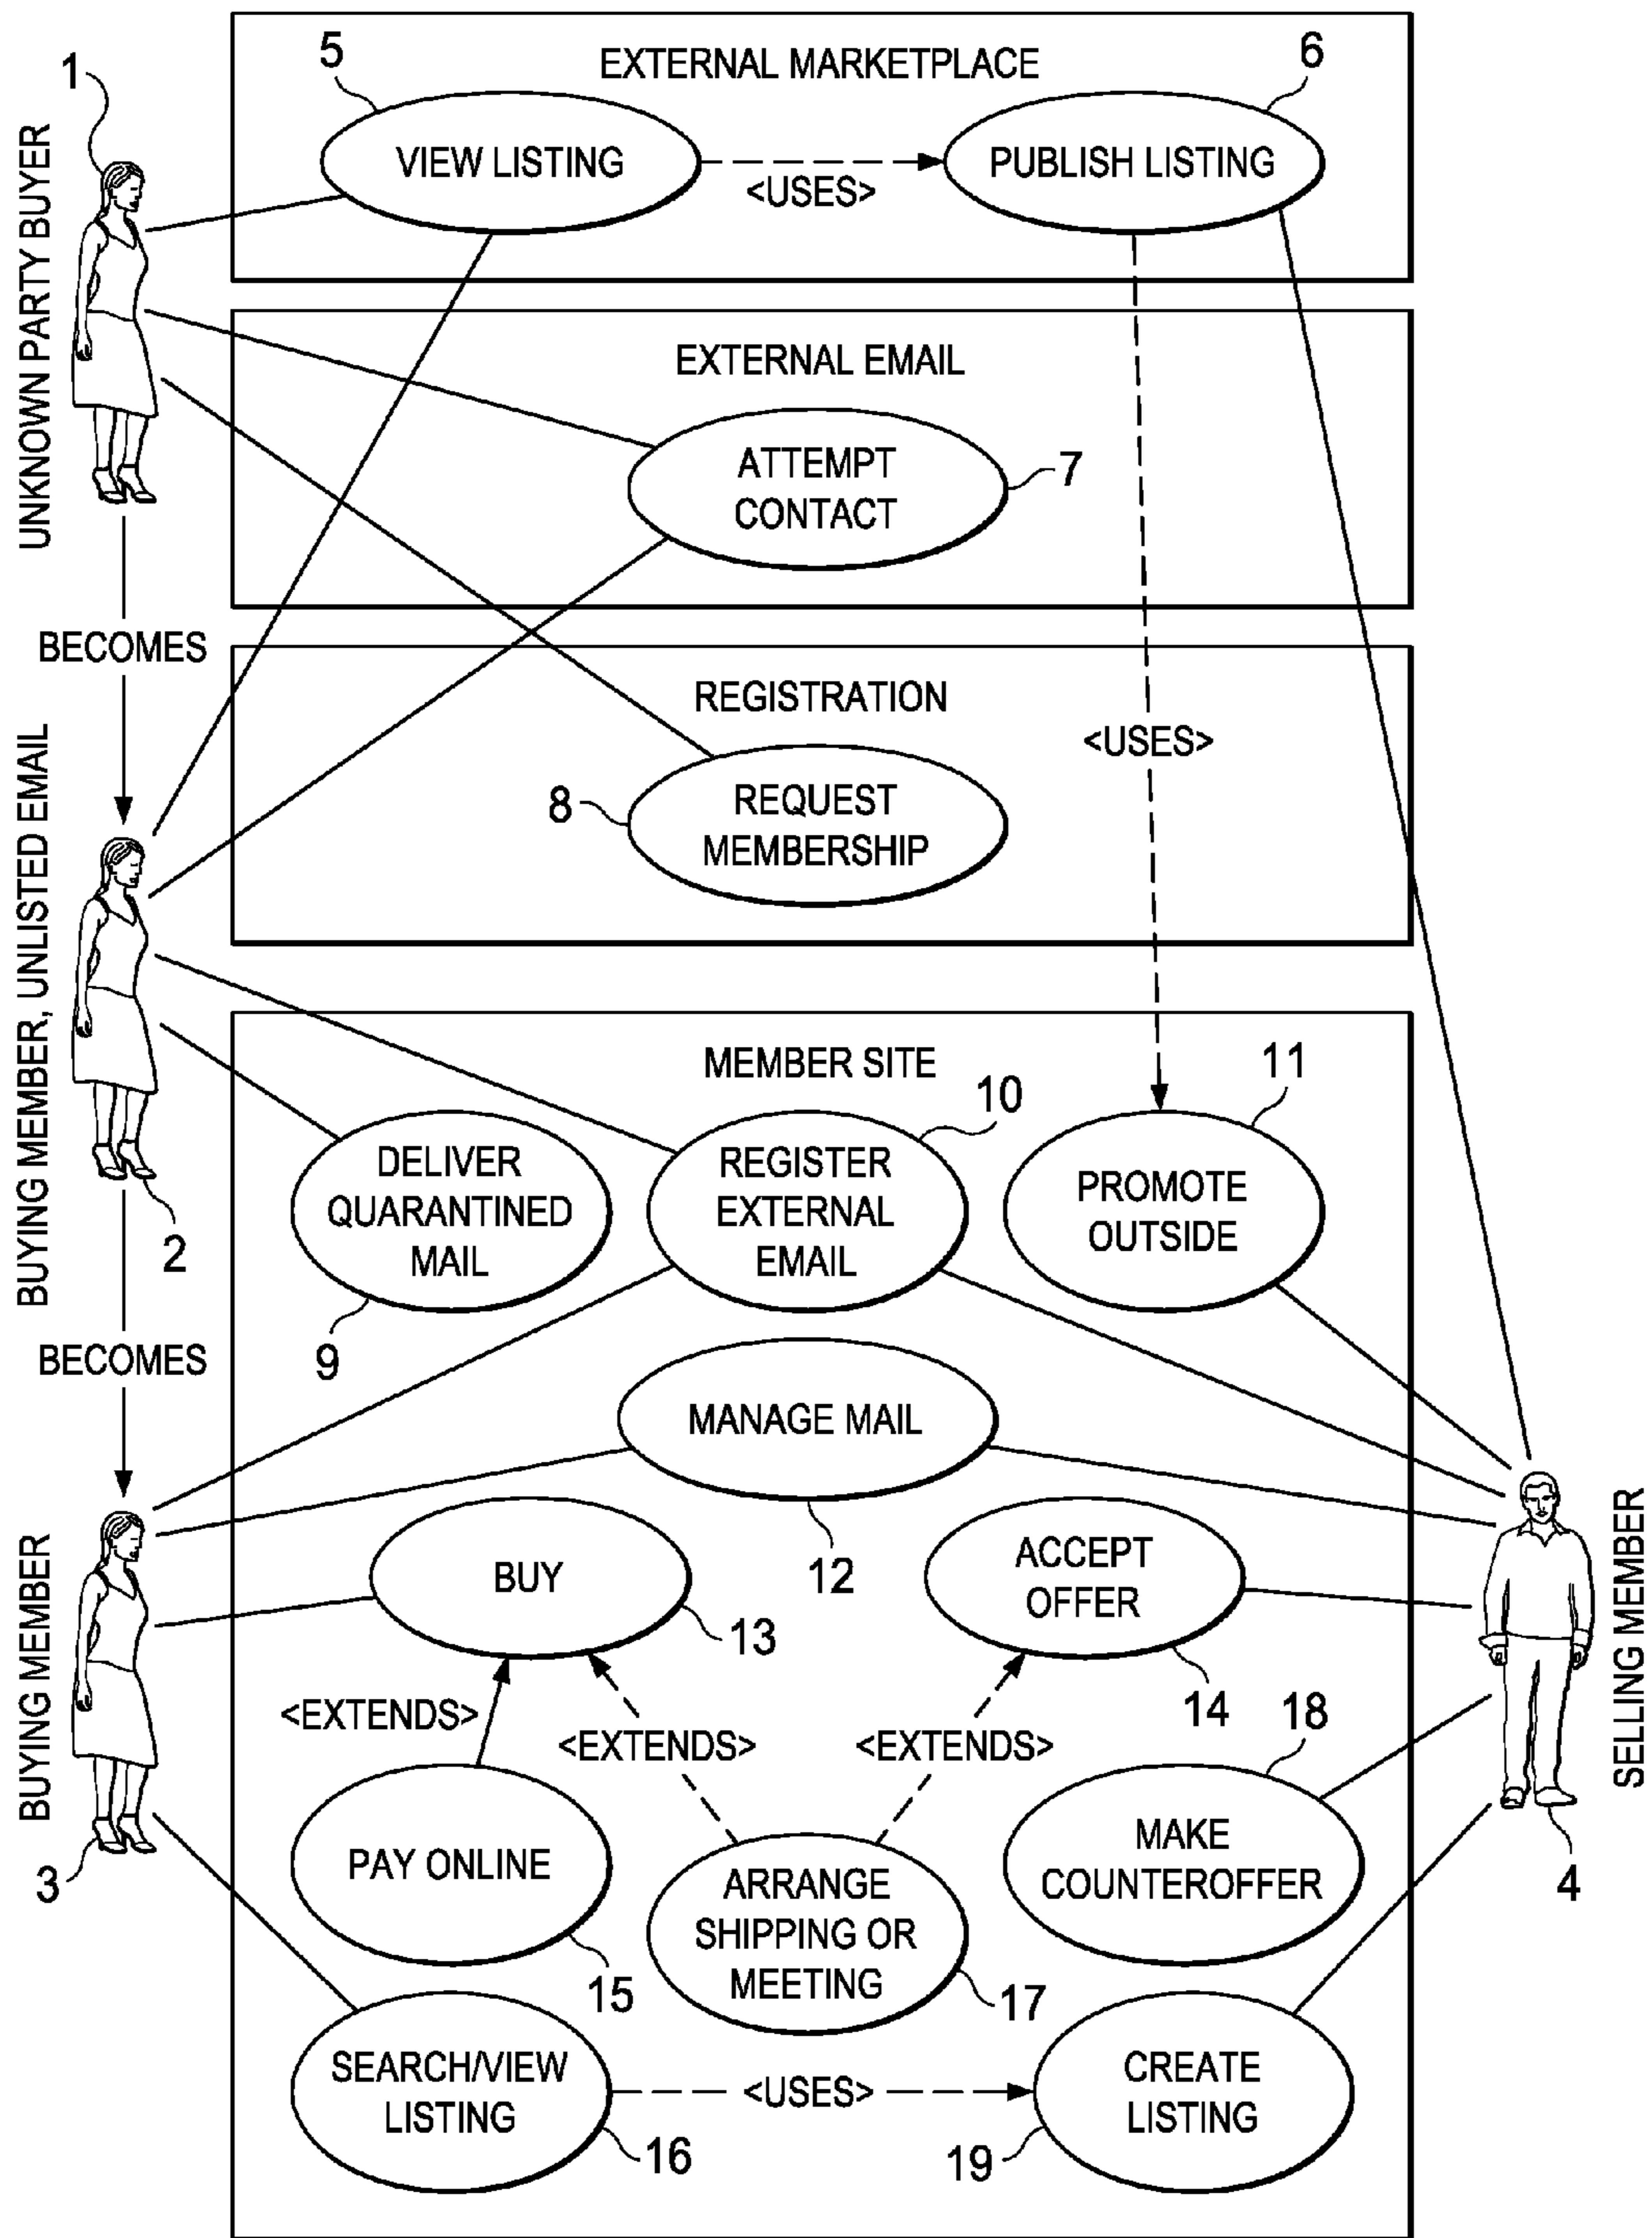 EXTERNAL MARKETPLACE
5
6
1
VIEW LISTING
<USES>
PUBLISH LISTING
UNKNOWN PARTY BUYER
EXTERNAL EMAIL
ATTEMPT
CONTACT
7
BECOMES
REGISTRATION
<USES>
8
REQUEST
MEMBERSHIP
BUYING MEMBER, UNLISTED EMAIL
2
MEMBER SITE
10
11
DELIVER
QUARANTINED
MAIL
9
REGISTER
EXTERNAL
EMAIL
PROMOTE
OUTSIDE
BECOMES
MANAGE MAIL
12
BUY
13
ACCEPT
OFFER
14
BUYING MEMBER
3
SELLING MEMBER
4
<EXTENDS>
<EXTENDS>
<EXTENDS>
18
PAY ONLINE
15
ARRANGE
SHIPPING OR
MEETING
17
MAKE
COUNTEROFFER
SEARCH/VIEW
LISTING
16
<USES>
CREATE
LISTING
19